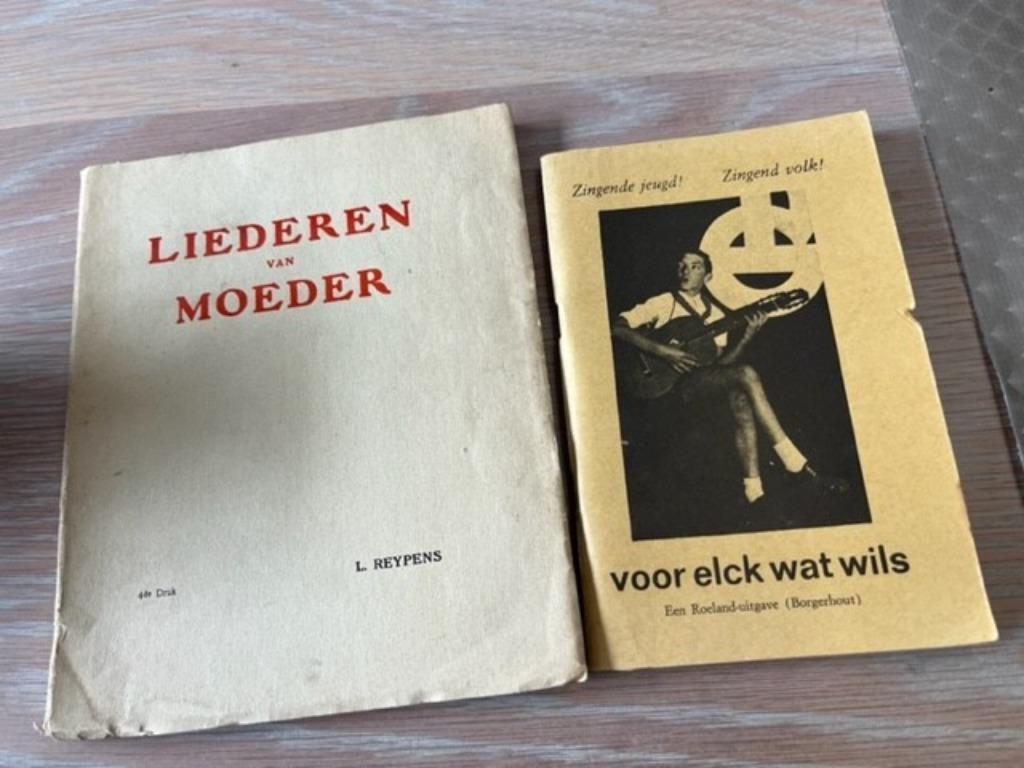 LIEDEREN
VAN
MOEDER
L. REYPENS
4de Druk
Zingende jeugd! Zingend volk!
voor elck wat wils
Een Roeland-uitgave (Borgerhout)